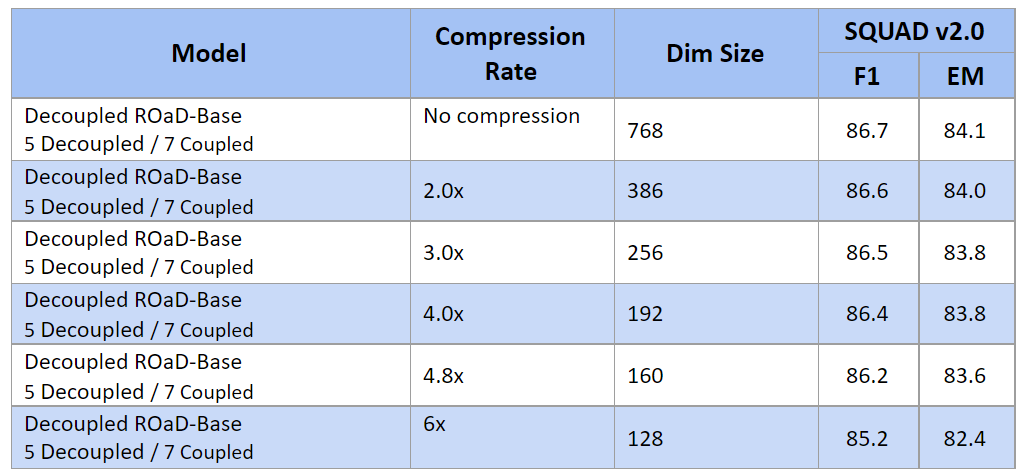 Model Compression Rate Dim Size SQUAD v2.0
F1 EM
Decoupled ROaD-Base
5 Decoupled / 7 Coupled No compression 768 86.7 84.1
Decoupled ROaD-Base
5 Decoupled / 7 Coupled 2.0x 386 86.6 84.0
Decoupled ROaD-Base
5 Decoupled / 7 Coupled 3.0x 256 86.5 83.8
Decoupled ROaD-Base
5 Decoupled / 7 Coupled 4.0x 192 86.4 83.8
Decoupled ROaD-Base
5 Decoupled / 7 Coupled 4.8x 160 86.2 83.6
Decoupled ROaD-Base
5 Decoupled / 7 Coupled 6x 128 85.2 82.4